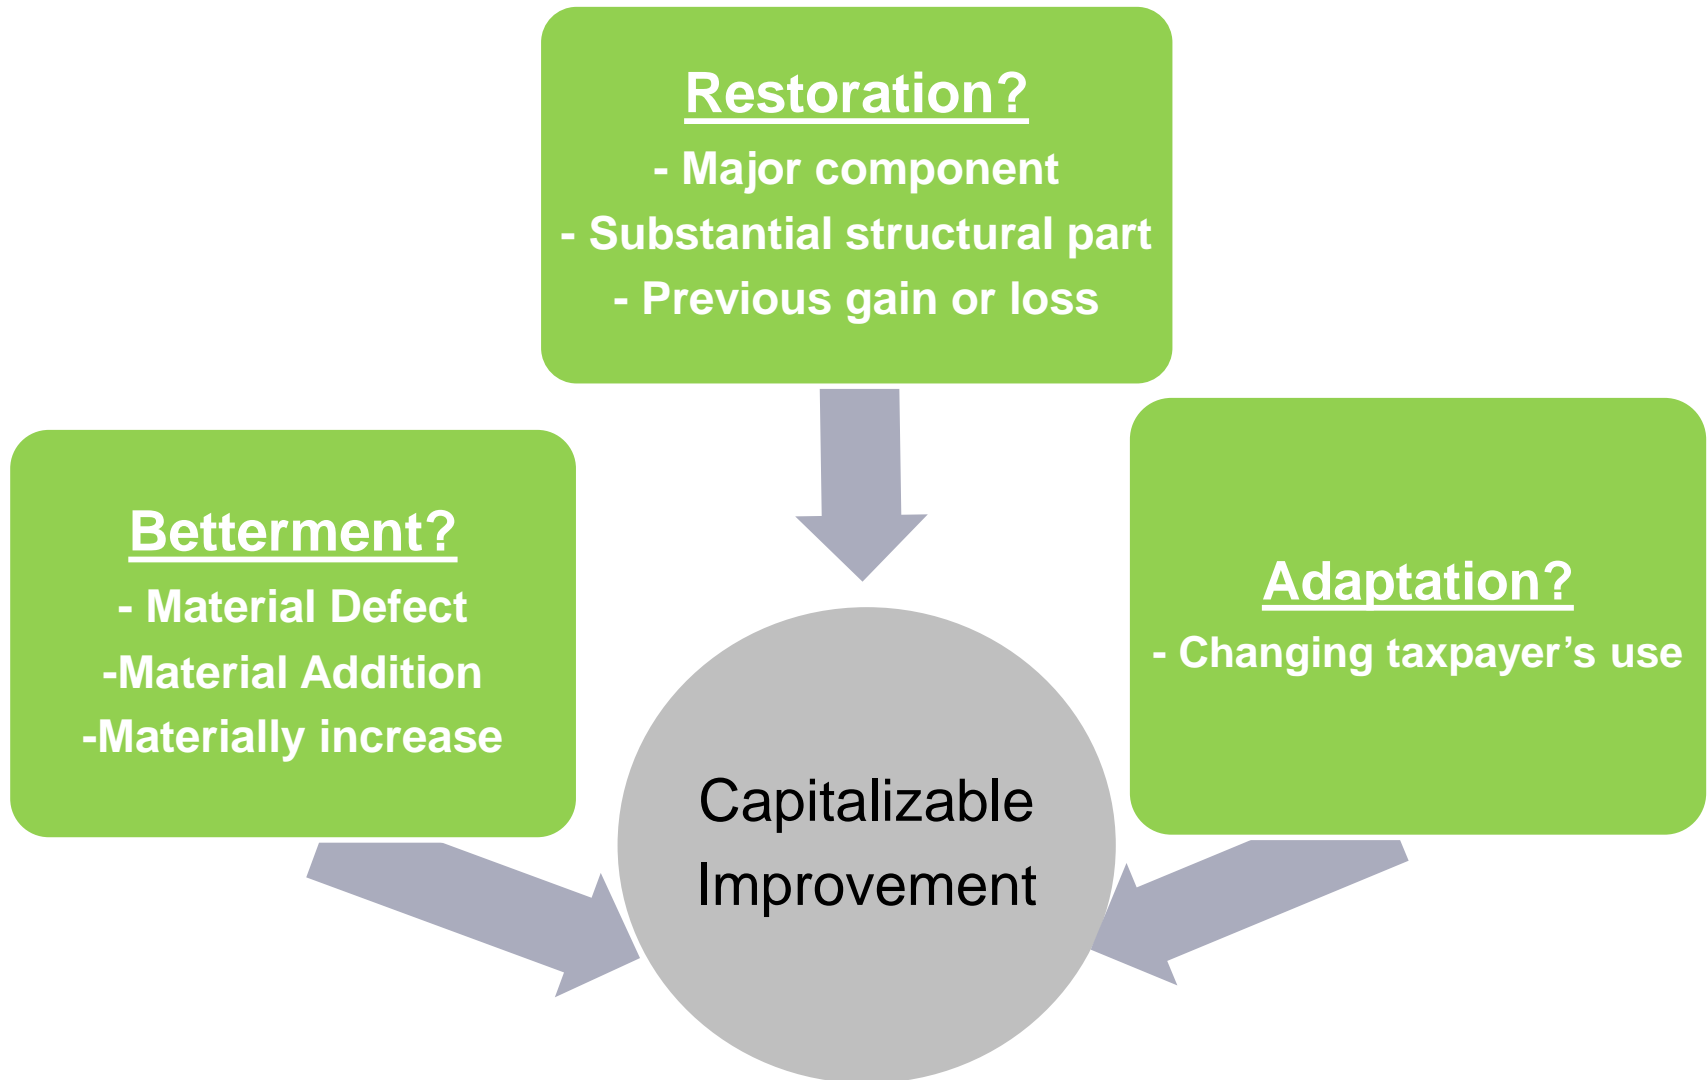 Restoration?
- Major component
- Substantial structural part
- Previous gain or loss
Betterment?
- Material Defect
-Material Addition
-Materially increase
Adaptation?
- Changing taxpayer’s use
Capitalizable
Improvement